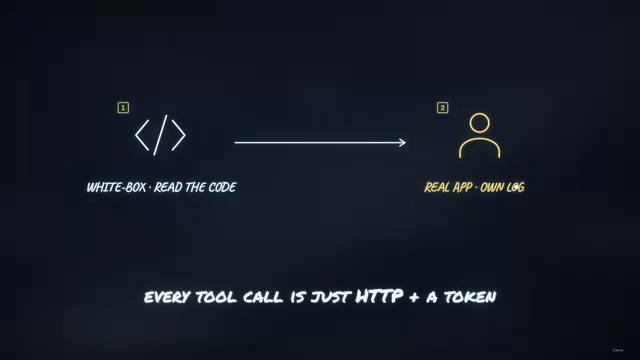 1
2
</>
WHITE-BOX · READ THE CODE
REAL APP · OWN LOG
EVERY TOOL CALL IS JUST HTTP + A TOKEN